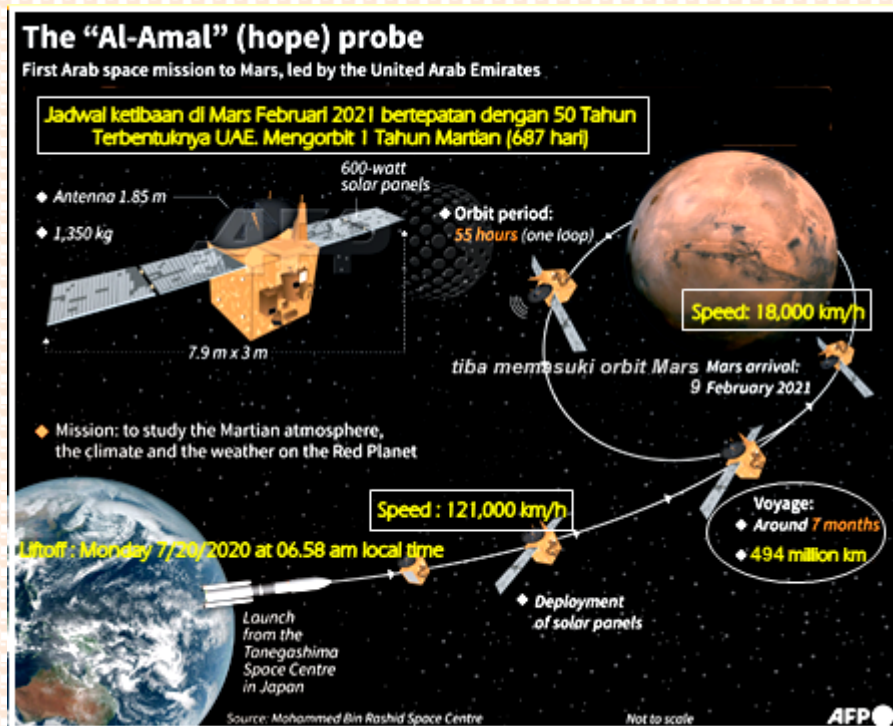 The “Al-Amal” (hope) probe
First Arab space mission to Mars, led by the United Arab Emirates
Jadwal ketibaan di Mars Februari 2021 bertepatan dengan 50 Tahun
Terbentuknya UAE. Mengorbit 1 Tahun Martian (687 hari)
600-watt
solar panels
Antenna 1.85 m
1,350 kg
AFP
7.9 m x 3 m
Orbit period:
55 hours (one loop)
Speed: 18,000 km/h
tiba memasuki orbit Mars
Mars arrival:
9 February 2021
Mission: to study the Martian atmosphere,
the climate and the weather on the Red Planet
Speed : 121,000 km/h
Voyage:
Around 7 months
494 million km
Liftoff : Monday 7/20/2020 at 06.58 am local time
Deployment
of solar panels
Launch
from the
Tanegashima
Space Centre
in Japan
Source: Mohammed Bin Rashid Space Centre
Not to scale
AFP